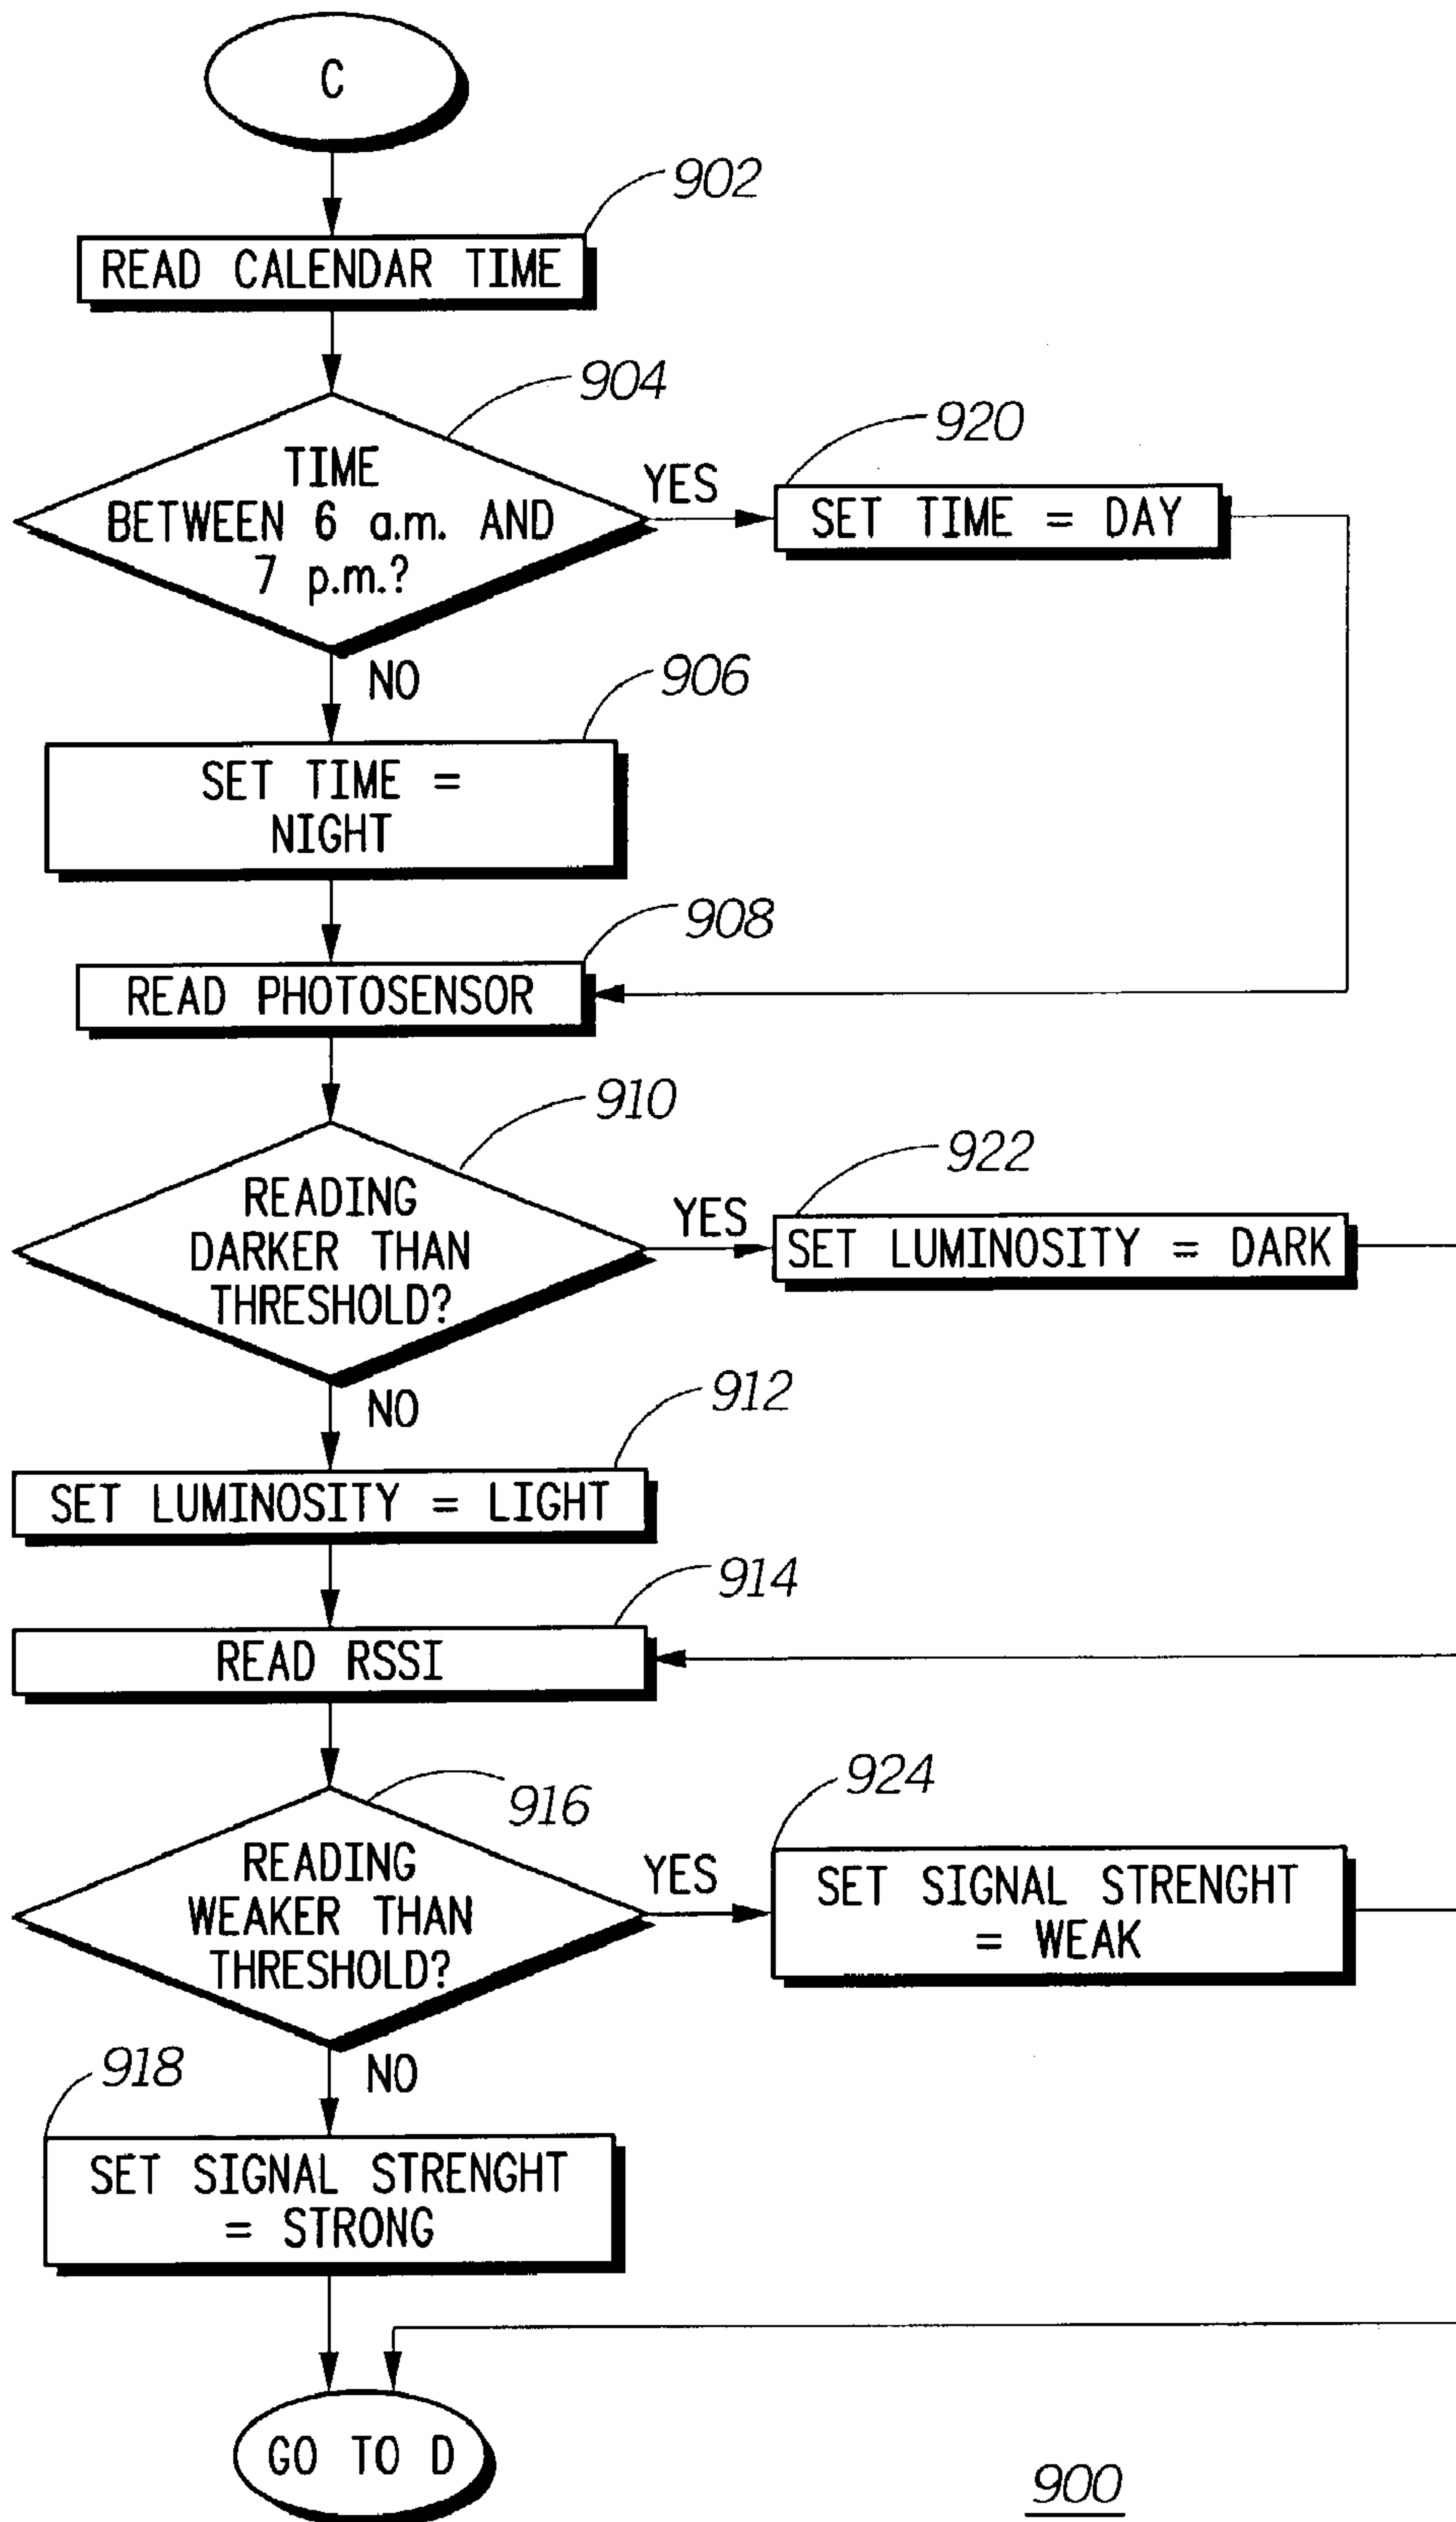 C
902
READ CALENDAR TIME
904
TIME
BETWEEN 6 a.m. AND
7 p.m.?
YES
920
SET TIME = DAY
NO
906
SET TIME =
NIGHT
908
READ PHOTOSENSOR
910
READING
DARKER THAN
THRESHOLD?
YES
922
SET LUMINOSITY = DARK
NO
912
SET LUMINOSITY = LIGHT
914
READ RSSI
916
READING
WEAKER THAN
THRESHOLD?
YES
924
SET SIGNAL STRENGHT
= WEAK
NO
918
SET SIGNAL STRENGHT
= STRONG
GO TO D
900